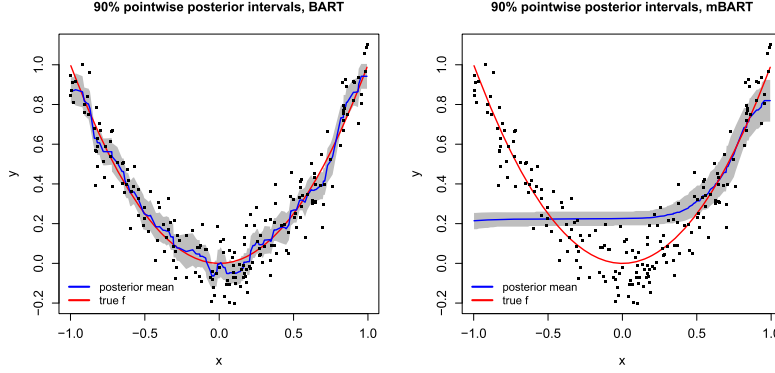 90% pointwise posterior intervals, BART
y
1.0
0.8
0.6
0.4
0.2
0.0
−0.2
posterior mean
true f
−1.0 −0.5 0.0 0.5 1.0
x
90% pointwise posterior intervals, mBART
y
1.0
0.8
0.6
0.4
0.2
0.0
−0.2
posterior mean
true f
−1.0 −0.5 0.0 0.5 1.0
x